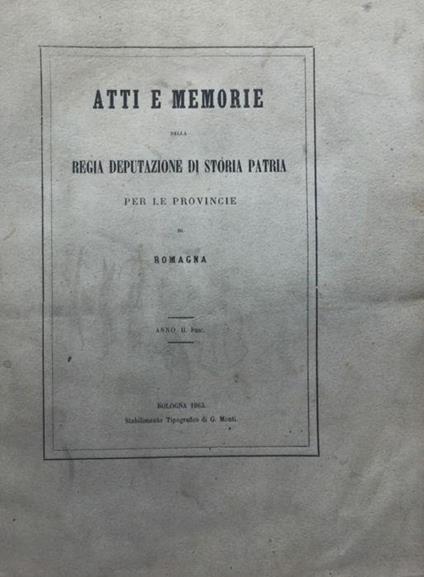 ATTI E MEMORIE
DELLA
REGIA DEPUTAZIONE DI STORIA PATRIA
PER LE PROVINCIE
DI
ROMAGNA
ANNO II. Fasc.
BOLOGNA 1863.
Stabilimento Tipografico di G. Monti.